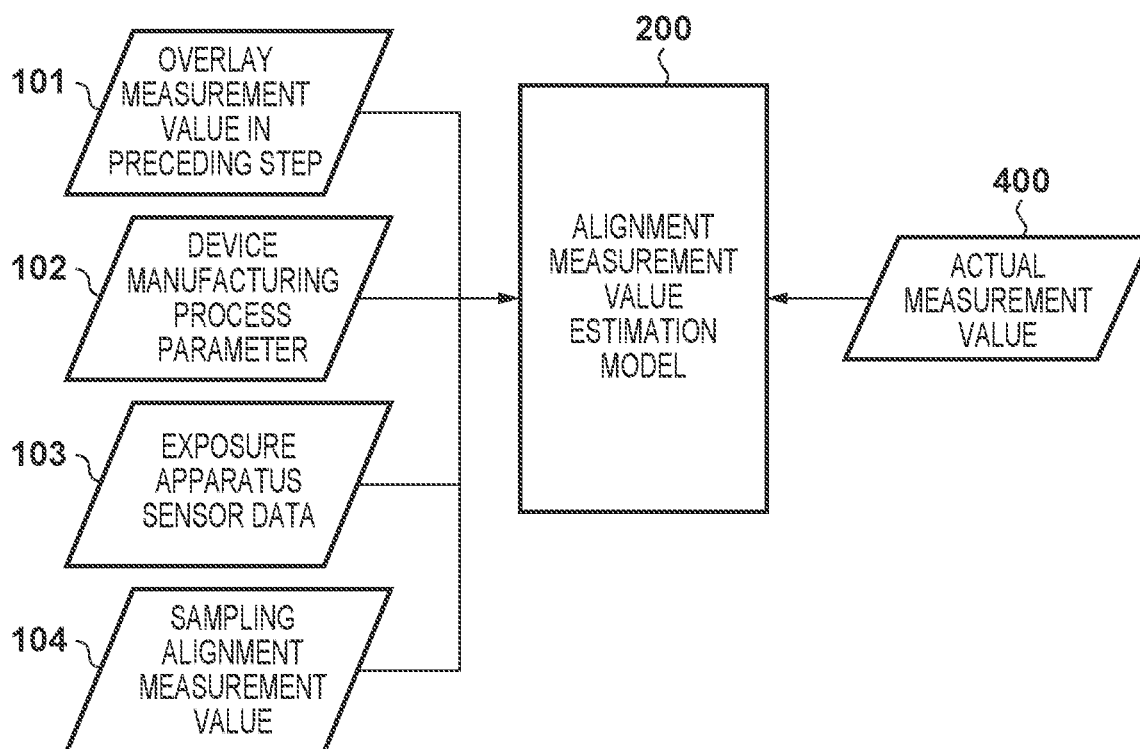 101
OVERLAY
MEASUREMENT
VALUE IN
PRECEDING STEP
102
DEVICE
MANUFACTURING
PROCESS
PARAMETER
103
EXPOSURE
APPARATUS
SENSOR DATA
104
SAMPLING
ALIGNMENT
MEASUREMENT
VALUE
200
ALIGNMENT
MEASUREMENT
VALUE
ESTIMATION
MODEL
400
ACTUAL
MEASUREMENT
VALUE